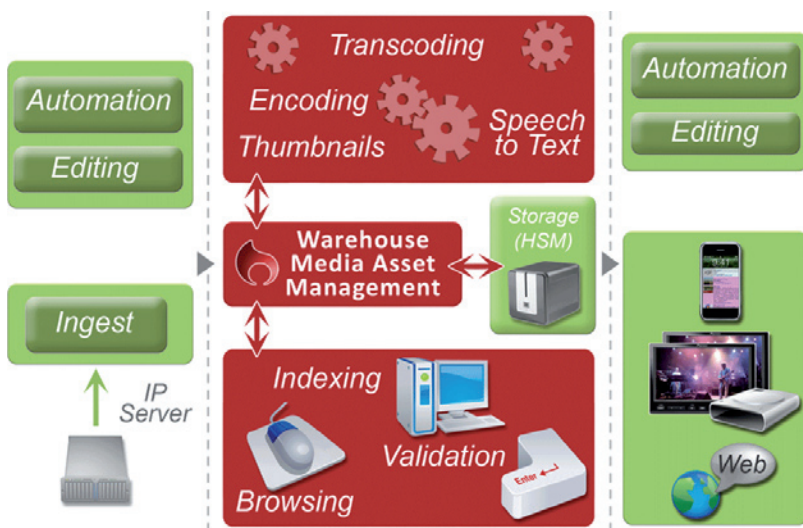 Automation
Editing
Ingest
IP
Server
Transcoding
Encoding
Thumbnails
Speech
to Text
Warehouse
Media Asset
Management
Storage
(HSM)
Indexing
Validation
Browsing
Enter
Automation
Editing
Web